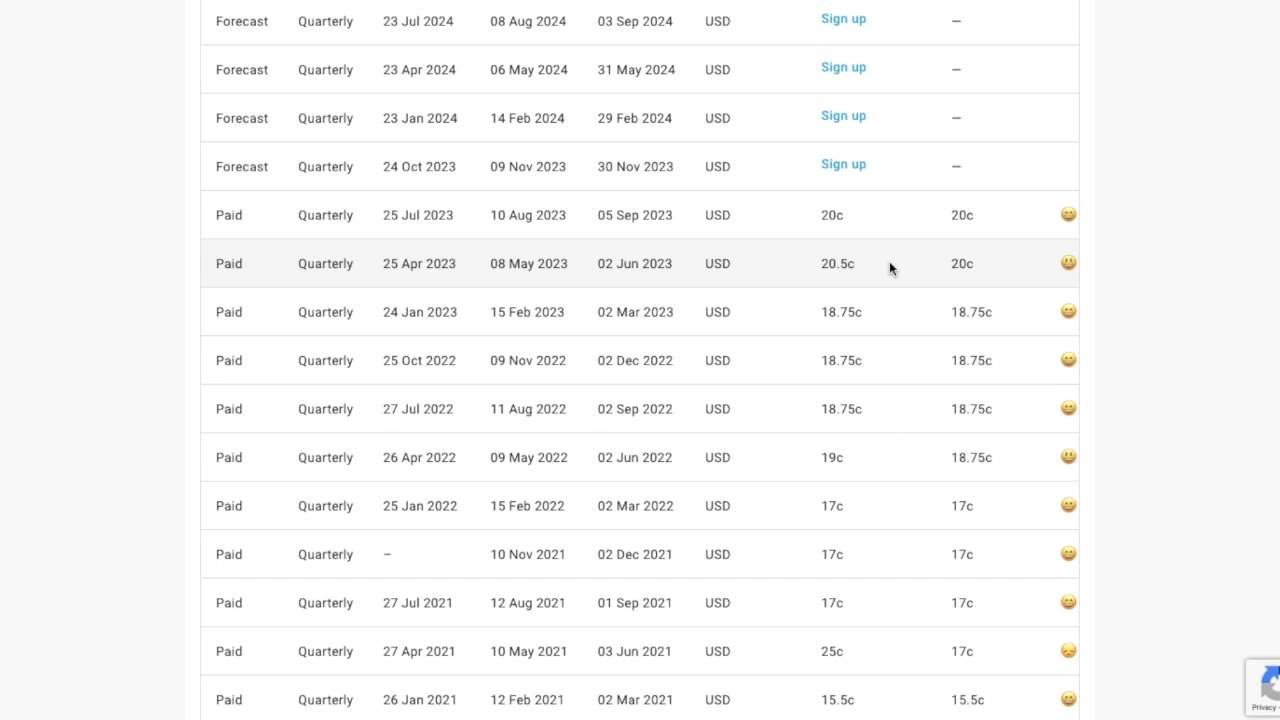 Forecast Quarterly 23 Jul 2024 08 Aug 2024 03 Sep 2024 USD Sign up –
Forecast Quarterly 23 Apr 2024 06 May 2024 31 May 2024 USD Sign up –
Forecast Quarterly 23 Jan 2024 14 Feb 2024 29 Feb 2024 USD Sign up –
Forecast Quarterly 24 Oct 2023 09 Nov 2023 30 Nov 2023 USD Sign up –
Paid Quarterly 25 Jul 2023 10 Aug 2023 05 Sep 2023 USD 20c 20c
Paid Quarterly 25 Apr 2023 08 May 2023 02 Jun 2023 USD 20.5c 20c
Paid Quarterly 24 Jan 2023 15 Feb 2023 02 Mar 2023 USD 18.75c 18.75c
Paid Quarterly 25 Oct 2022 09 Nov 2022 02 Dec 2022 USD 18.75c 18.75c
Paid Quarterly 27 Jul 2022 11 Aug 2022 02 Sep 2022 USD 18.75c 18.75c
Paid Quarterly 26 Apr 2022 09 May 2022 02 Jun 2022 USD 19c 18.75c
Paid Quarterly 25 Jan 2022 15 Feb 2022 02 Mar 2022 USD 17c 17c
Paid Quarterly – 10 Nov 2021 02 Dec 2021 USD 17c 17c
Paid Quarterly 27 Jul 2021 12 Aug 2021 01 Sep 2021 USD 17c 17c
Paid Quarterly 27 Apr 2021 10 May 2021 03 Jun 2021 USD 25c 17c
Paid Quarterly 26 Jan 2021 12 Feb 2021 02 Mar 2021 USD 15.5c 15.5c
Privacy -